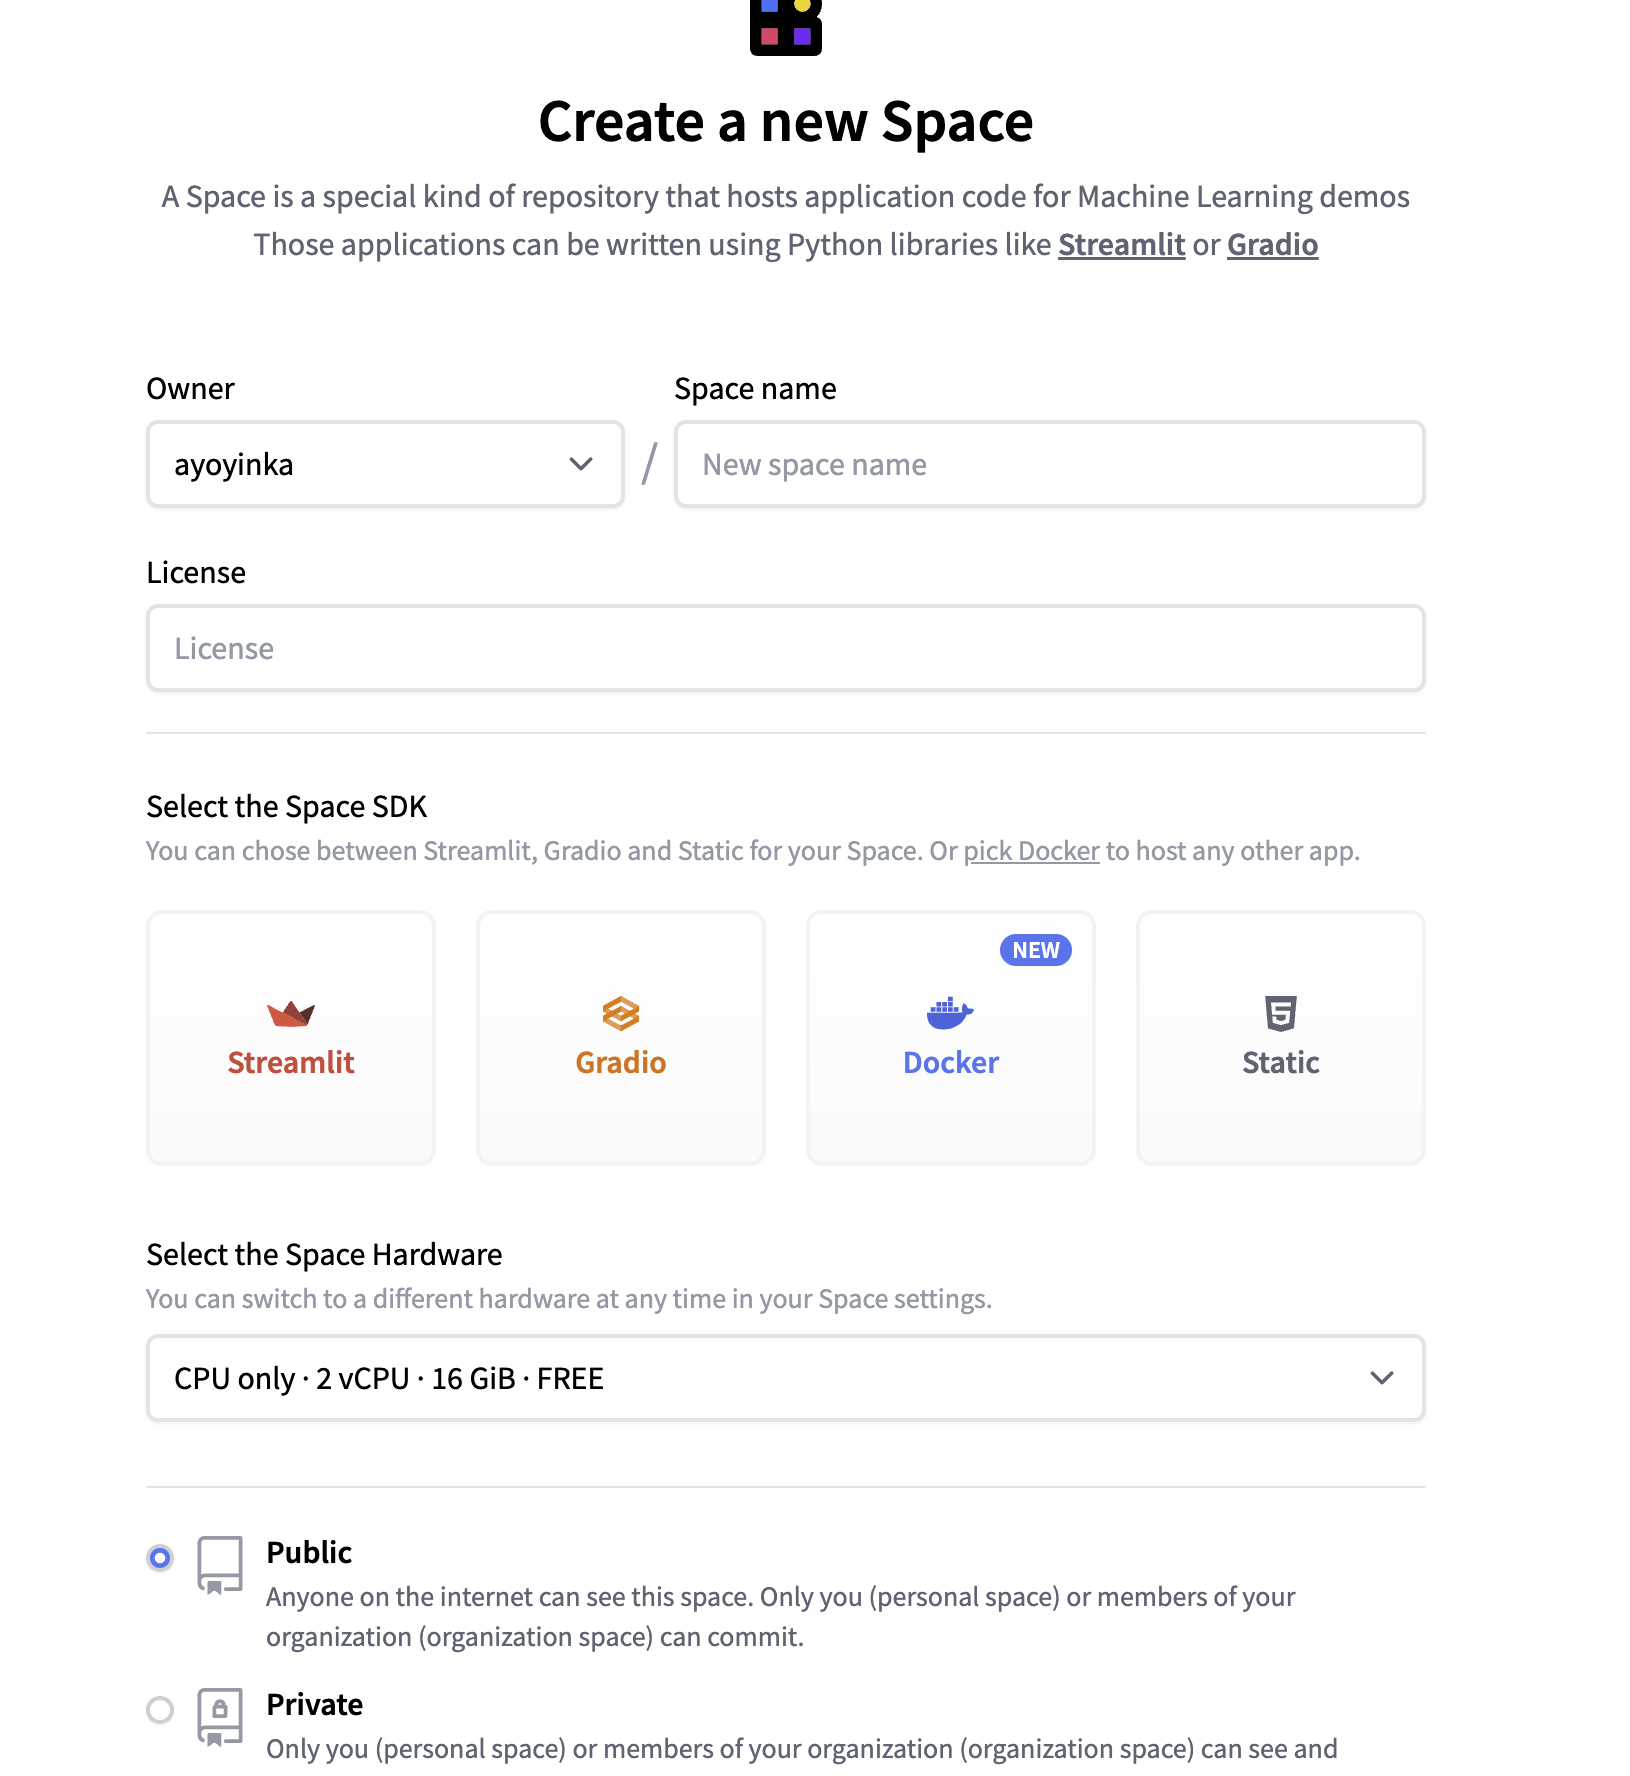 Create a new Space
A Space is a special kind of repository that hosts application code for Machine Learning demos
Those applications can be written using Python libraries like Streamlit or Gradio
Owner
Space name
ayoyinka
/
New space name
License
License
Select the Space SDK
You can chose between Streamlit, Gradio and Static for your Space. Or pick Docker to host any other app.
NEW
Streamlit
Gradio
Docker
Static
Select the Space Hardware
You can switch to a different hardware at any time in your Space settings.
CPU only · 2 vCPU · 16 GiB · FREE
Public
Anyone on the internet can see this space. Only you (personal space) or members of your
organization (organization space) can commit.
Private
Only you (personal space) or members of your organization (organization space) can see and